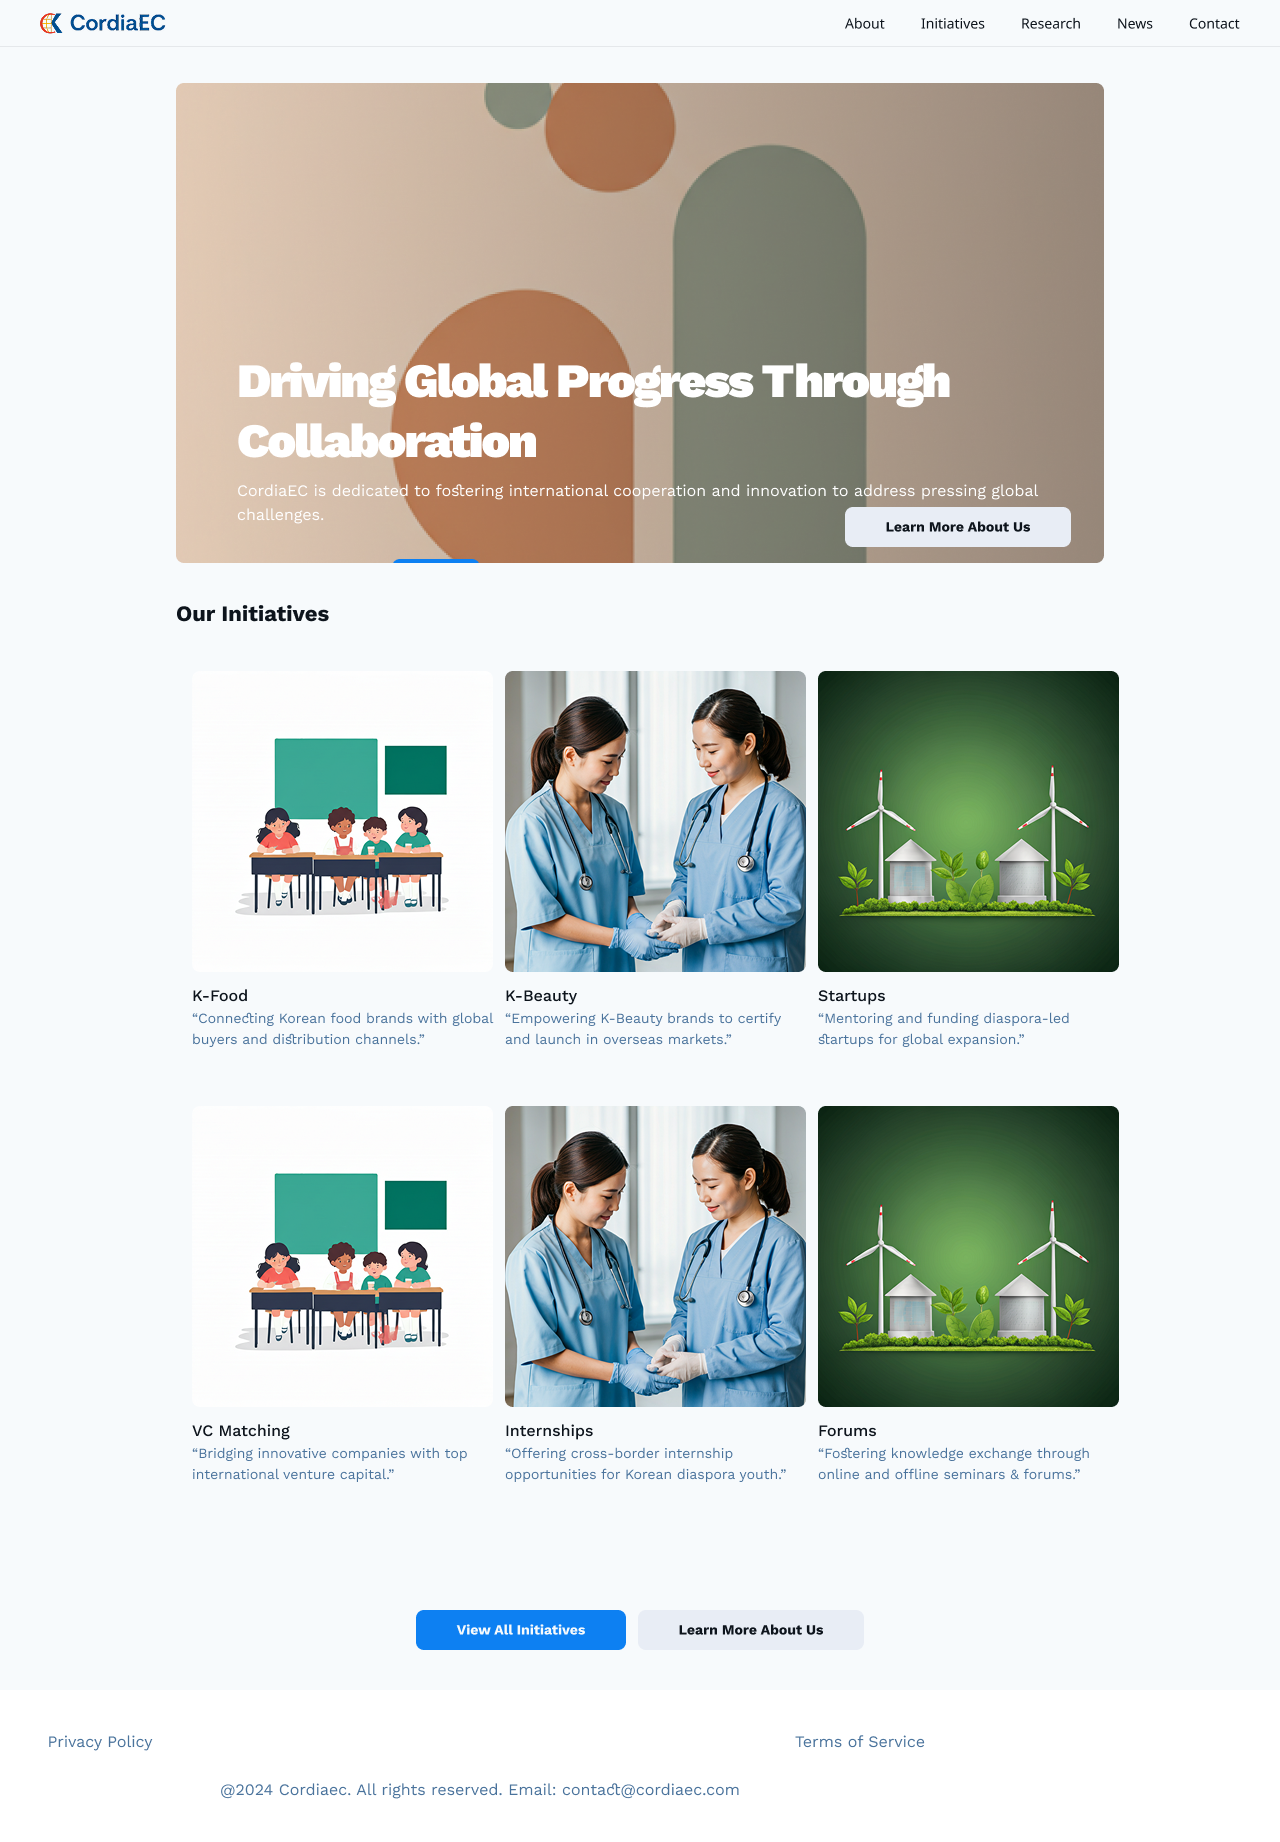 CordiaEC
About
Initiatives
Research
News
Contact
Driving Global Progress Through
Collaboration
CordiaEC is dedicated to fostering international cooperation and innovation to address pressing global
challenges.
Learn More About Us
Our Initiatives
K-Food
“Connecting Korean food brands with global
buyers and distribution channels.”
K-Beauty
“Empowering K-Beauty brands to certify
and launch in overseas markets.”
Startups
“Mentoring and funding diaspora-led
startups for global expansion.”
VC Matching
“Bridging innovative companies with top
international venture capital.”
Internships
“Offering cross-border internship
opportunities for Korean diaspora youth.”
Forums
“Fostering knowledge exchange through
online and offline seminars & forums.”
View All Initiatives
Learn More About Us
Privacy Policy
Terms of Service
@2024 Cordiaec. All rights reserved. Email: contact@cordiaec.com